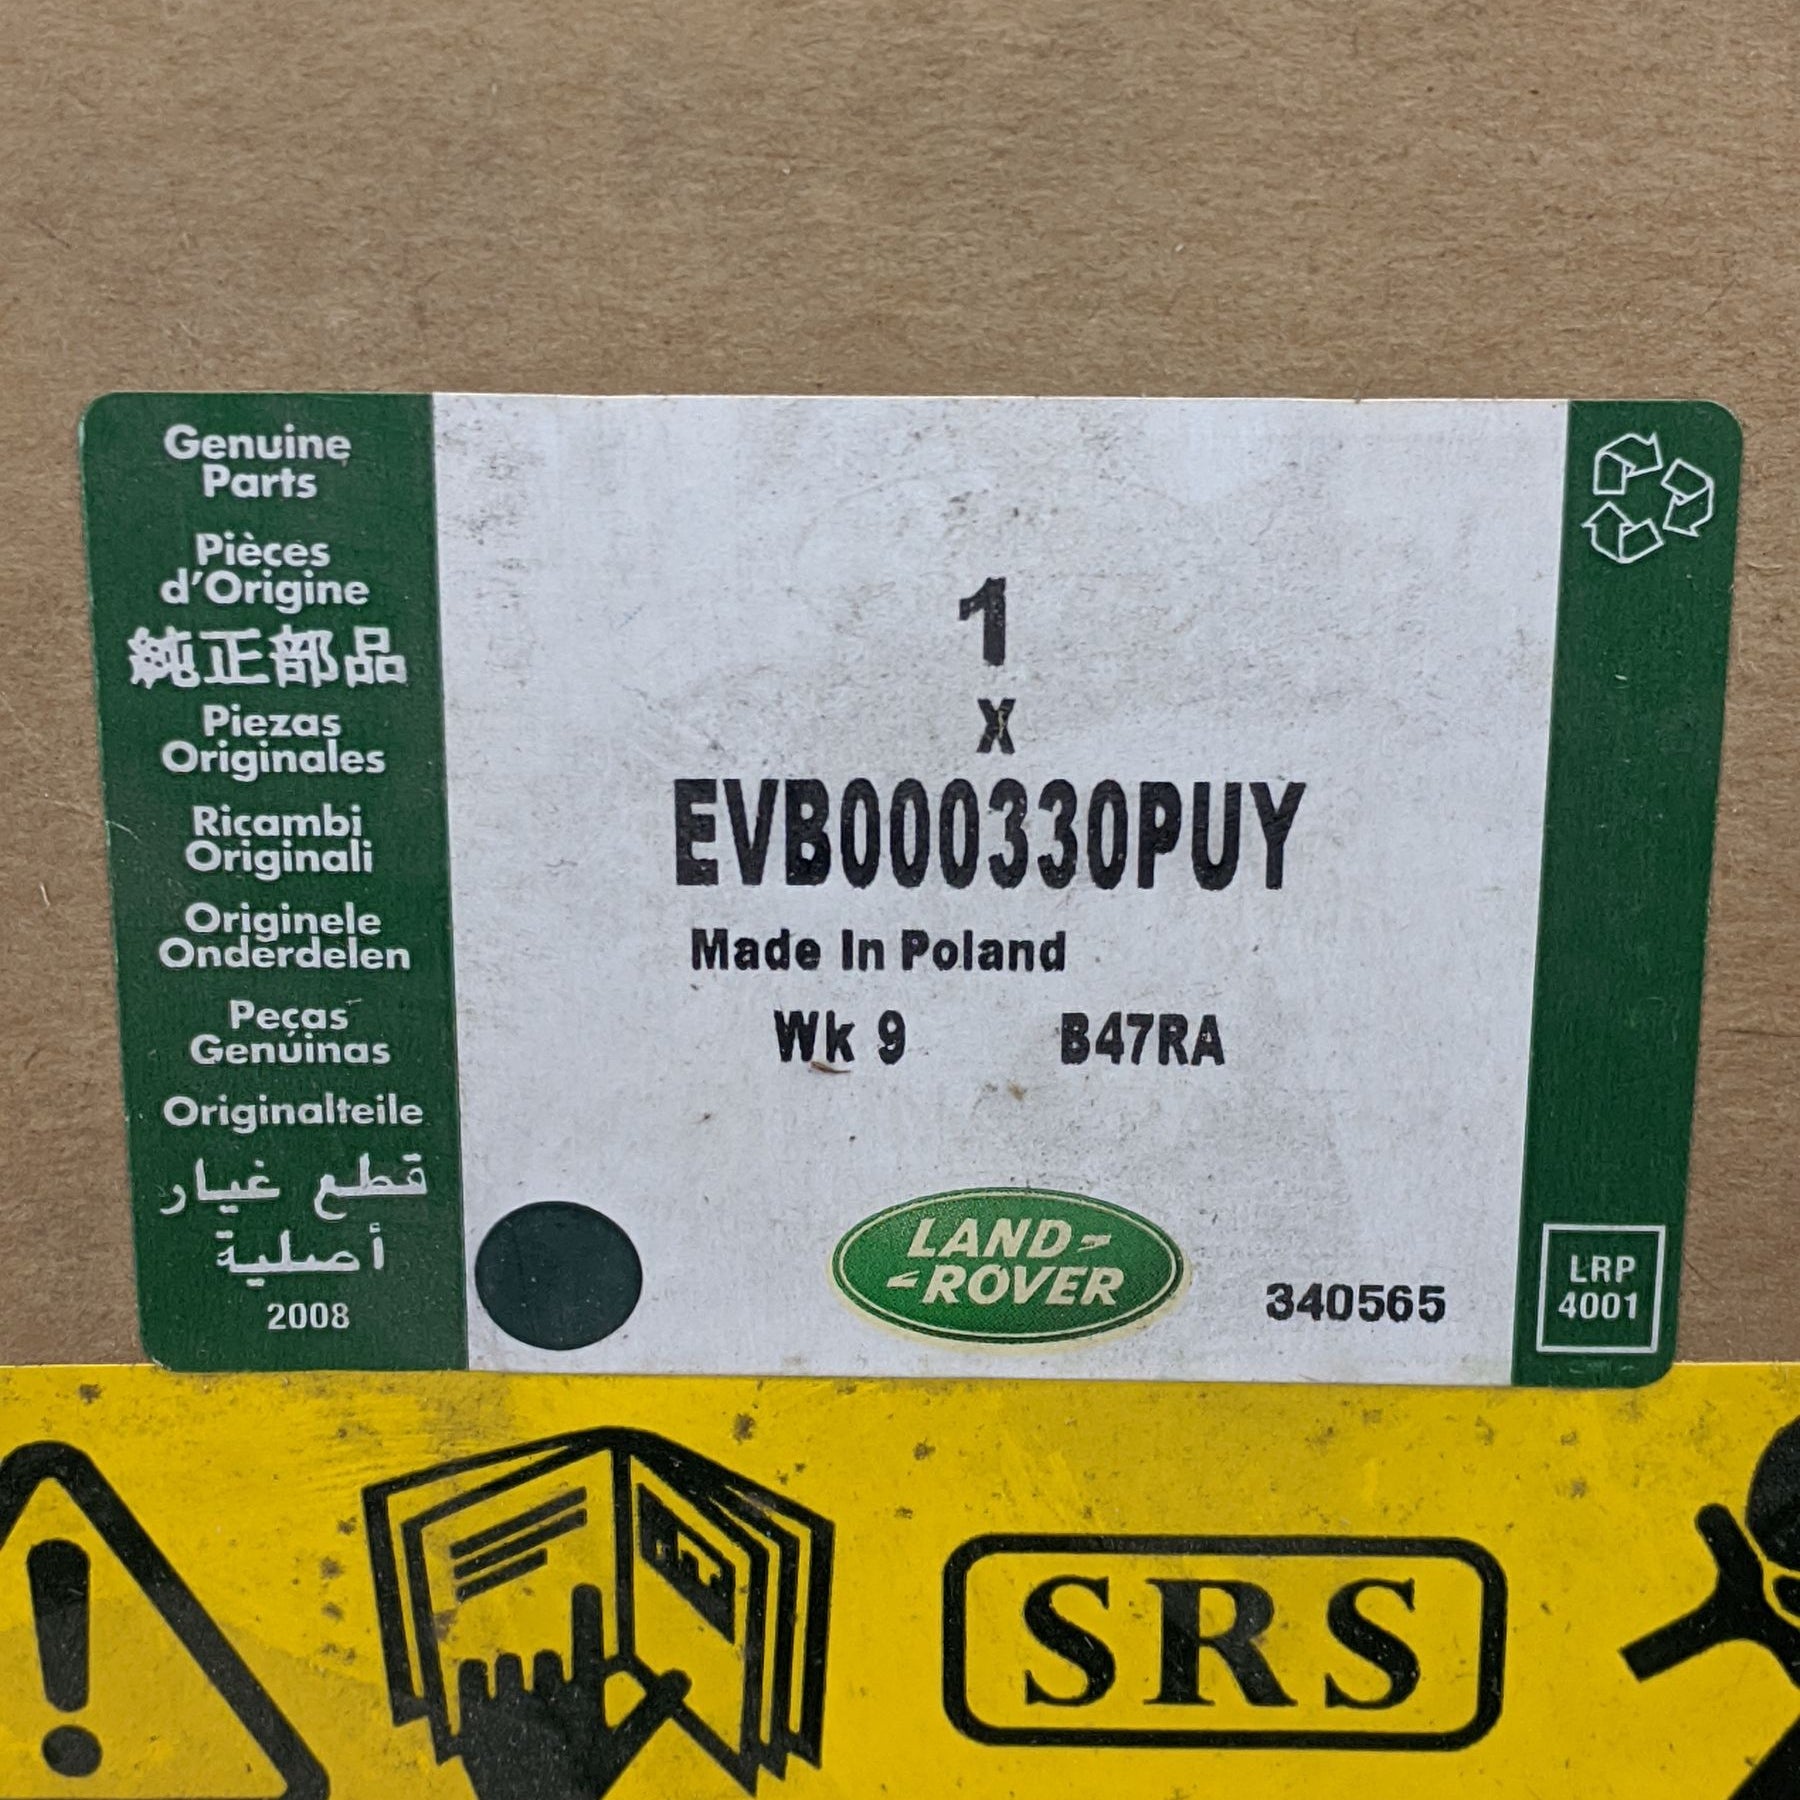 Genuine
Parts
Pièces
d'Origine
純正部品
Piezas
Originales
Ricambi
Originali
Originele
Onderdelen
Peças
Genúinas
Originalteile
قطع غيار
أصلية
2008
1
x
EVB000330PUY
Made In Poland
Wk 9 B47RA
LAND-
-ROVER
340565
LRP
4001
SRS